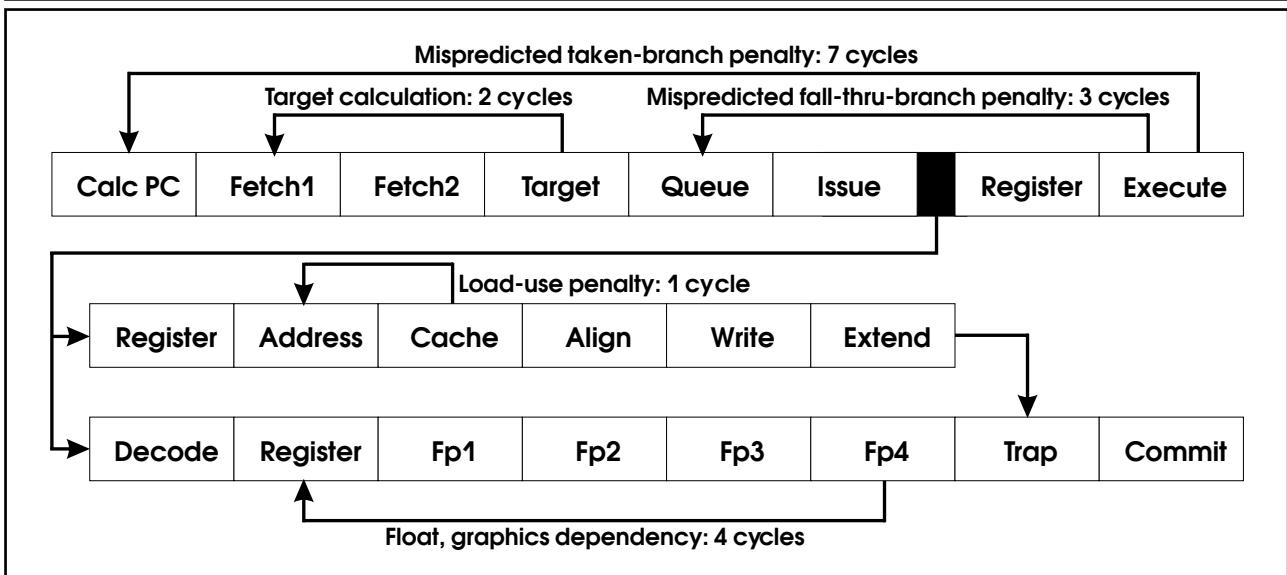 Mispredicted taken-branch penalty: 7 cycles
Target calculation: 2 cycles Mispredicted fall-thru-branch penalty: 3 cycles
Calc PC Fetch1 Fetch2 Target Queue Issue Register Execute
Load-use penalty: 1 cycle
Register Address Cache Align Write Extend
Decode Register Fp1 Fp2 Fp3 Fp4 Trap Commit
Float, graphics dependency: 4 cycles